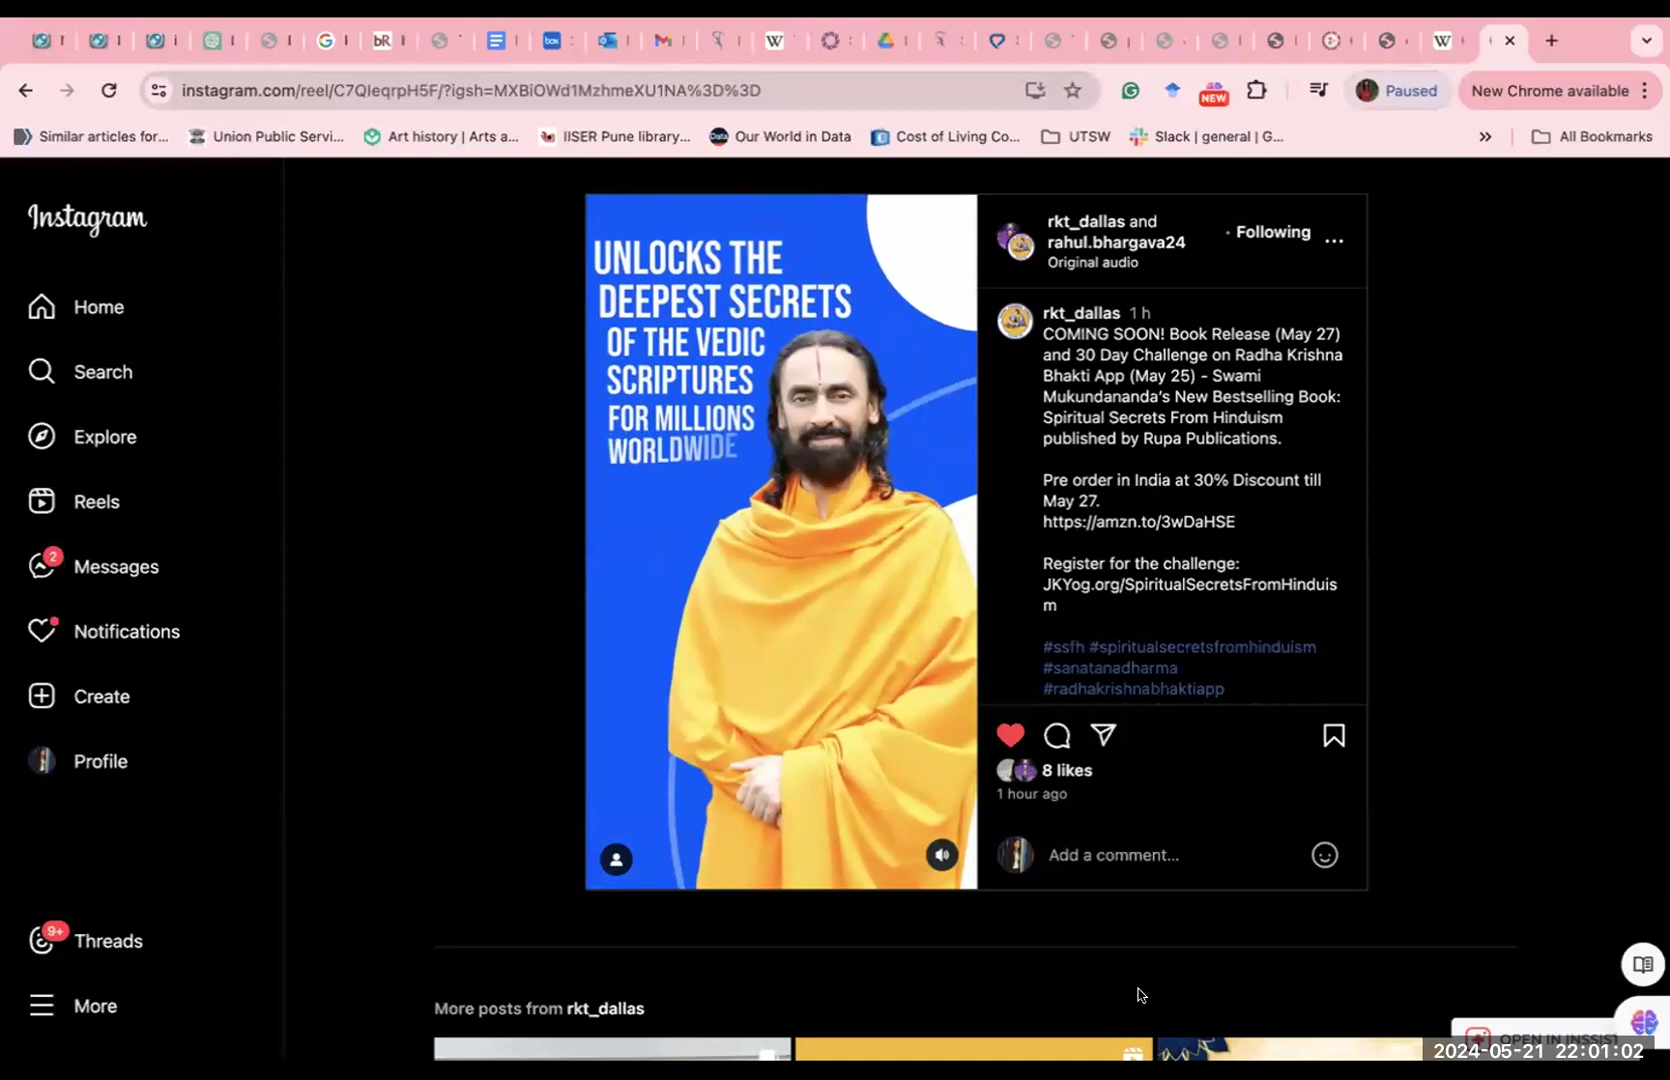 instagram.com/reel/C7QIeqrpH5F/?igsh=MXBiOWd1MzhmeXU1NA%3D%3D
NEW
Paused
New Chrome available
Similar articles for...
Union Public Servi...
Art history | Arts a...
IISER Pune library...
Our World in Data
Cost of Living Co...
UTSW
Slack | general | G...
All Bookmarks
Instagram
Home
Search
Explore
Reels
2
Messages
Notifications
Create
Profile
9+
Threads
More
UNLOCKS THE
DEEPEST SECRETS
OF THE VEDIC
SCRIPTURES
FOR MILLIONS
WORLDWIDE
rkt_dallas and
rahul.bhargava24
Original audio
• Following
...
rkt_dallas 1 h
COMING SOON! Book Release (May 27)
and 30 Day Challenge on Radha Krishna
Bhakti App (May 25) - Swami
Mukundananda's New Bestselling Book:
Spiritual Secrets From Hinduism
published by Rupa Publications.
Pre order in India at 30% Discount till
May 27.
https://amzn.to/3wDaHSE
Register for the challenge:
JKYog.org/SpiritualSecretsFromHinduis
m
#ssfh #spiritualsecretsfromhinduism
#sanatanadharma
#radhakrishnabhaktiapp
8 likes
1 hour ago
Add a comment...
More posts from rkt_dallas
OPEN IN INSSIST
2024-05-21 22:01:02